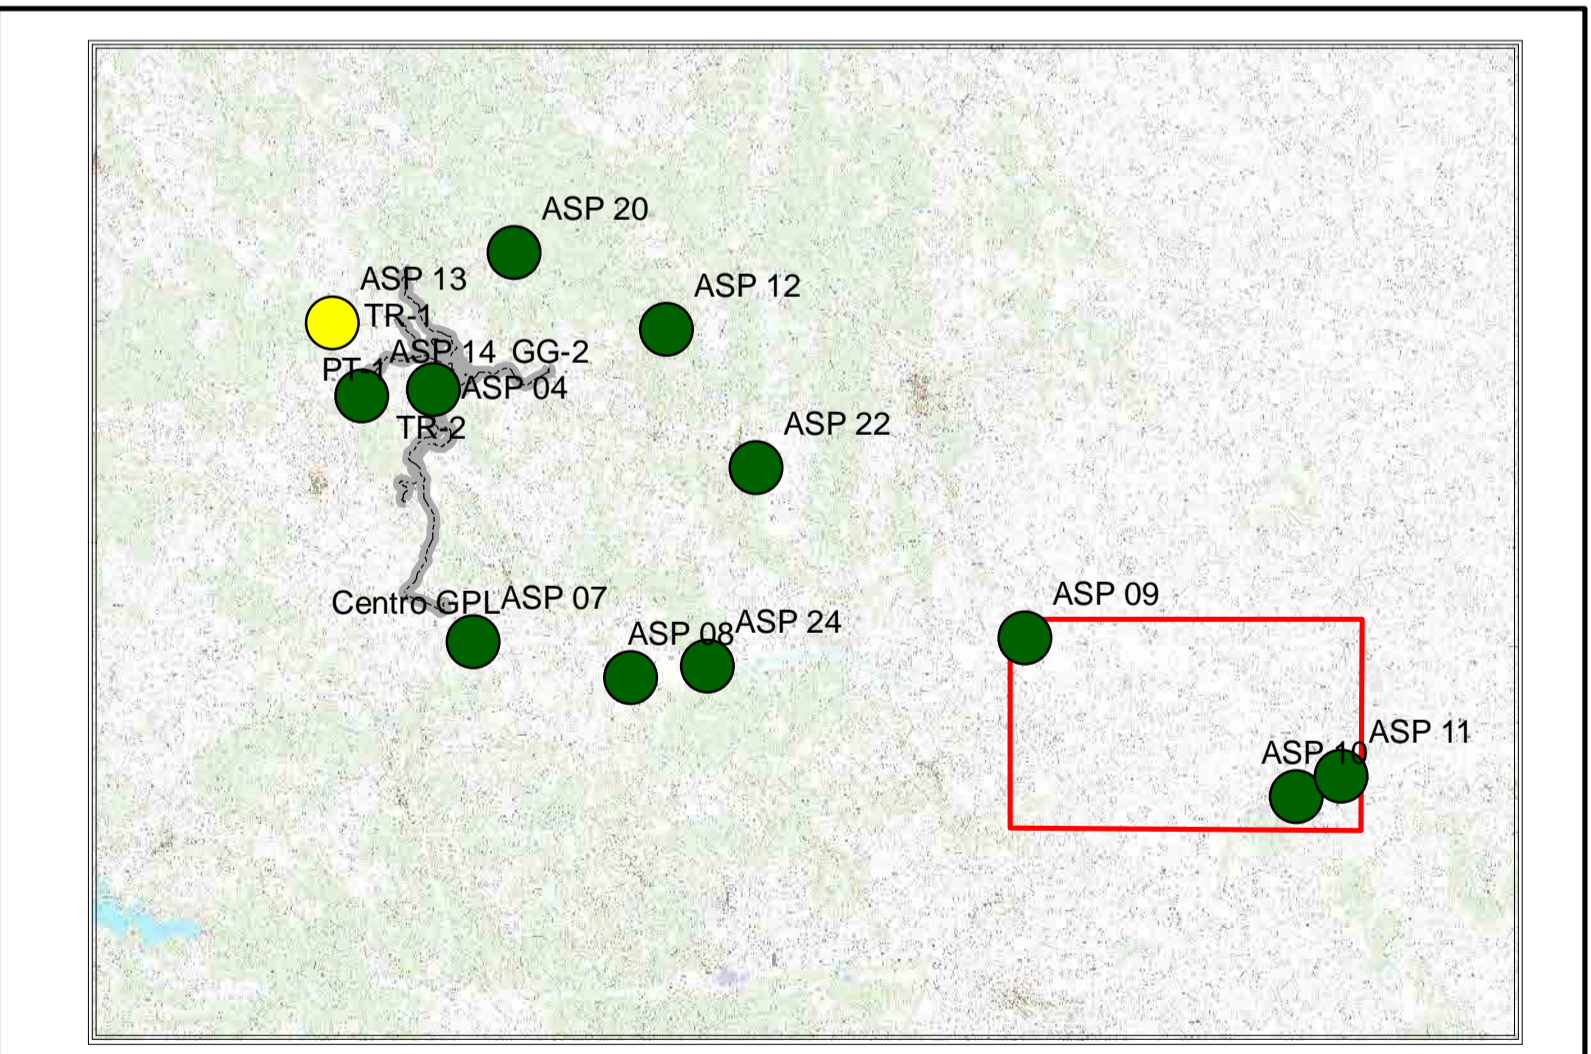 ASP 20
ASP 13
ASP 12
TR-1
ASP 14
GG-2
PT-1
ASP 04
TR-2
ASP 22
ASP 09
Centro GPL
ASP 07
ASP 08
ASP 24
ASP 11
ASP 10